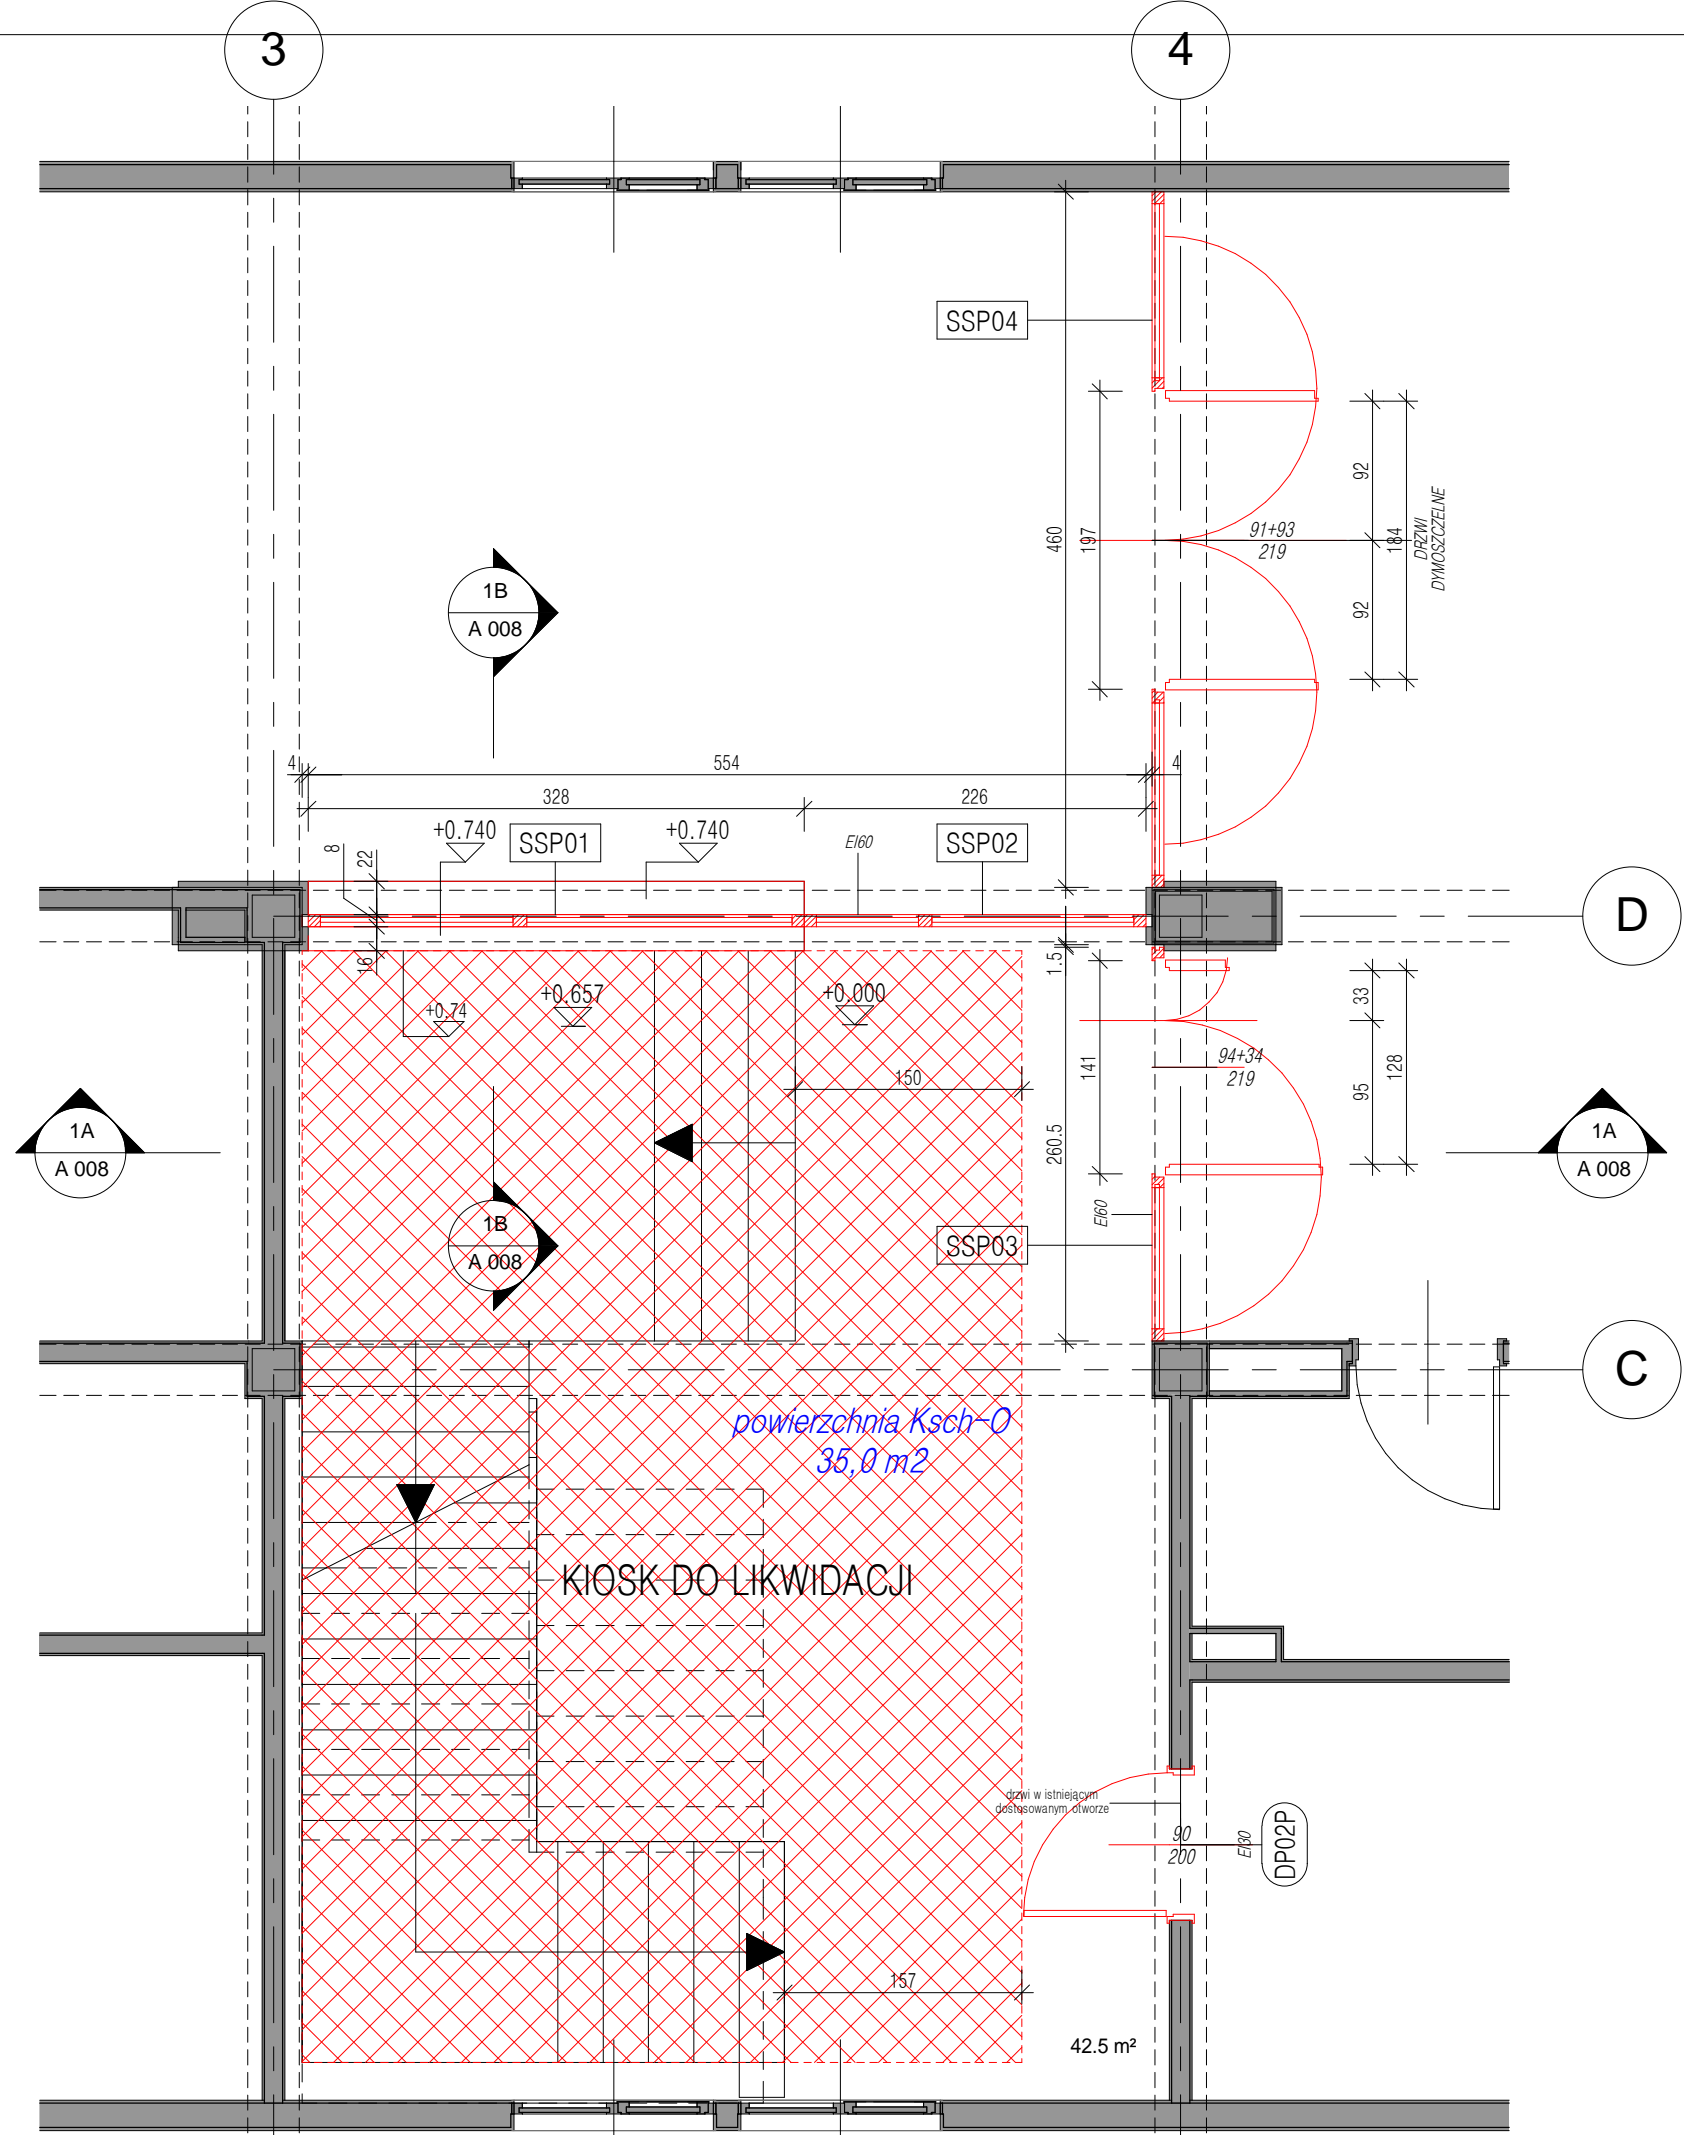 3
4
SSP04
460
197
91+93
219
92
184
92
DRZWI
DYMOSZCZELNE
1B
A 008
4
554
4
328
226
+0.740
SSP01
+0.740
EI60
SSP02
8
22
D
16
+0.74
+0.657
+0.000
1.5
33
94+34
219
150
141
128
95
260.5
1A
A 008
1A
A 008
1B
A 008
SSP03
EI60
C
powierzchnia Ksch-O
35,0 m2
KIOSK DO LIKWIDACJI
drzwi w istniejącym
dostosowanym otworze
90
200
EI30
DP02P
157
42.5 m²